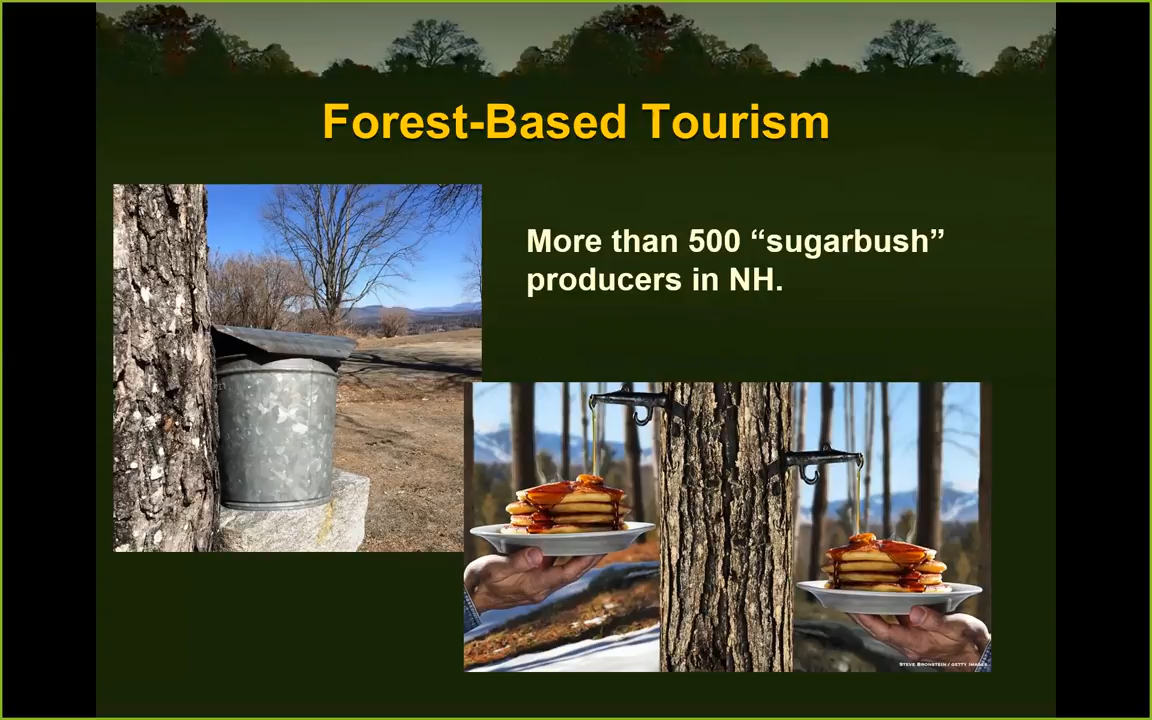 Forest-Based Tourism
More than 500 “sugarbush”
producers in NH.
STEVE BRONSTEIN / GETTY IMAGES